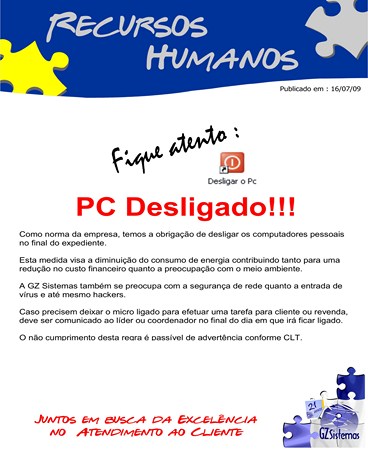 Recursos
Humanos
Publicado em : 16/07/09
Fique atento :
Desligar o Pc
PC Desligado!!!
Como norma da empresa, temos a obrigação de desligar os computadores pessoais
no final do expediente.
Esta medida visa a diminuição do consumo de energia contribuindo tanto para uma
redução no custo financeiro quanto a preocupação com o meio ambiente.
A GZ Sistemas também se preocupa com a segurança de rede quanto a entrada de
vírus e até mesmo hackers.
Caso precisem deixar o micro ligado para efetuar uma tarefa para cliente ou revenda,
deve ser comunicado ao líder ou coordenador no final do dia em que irá ficar ligado.
O não cumprimento desta regra é passível de advertência conforme CLT.
Juntos em busca da Excelência
no Atendimento ao Cliente
21
GZSistemas